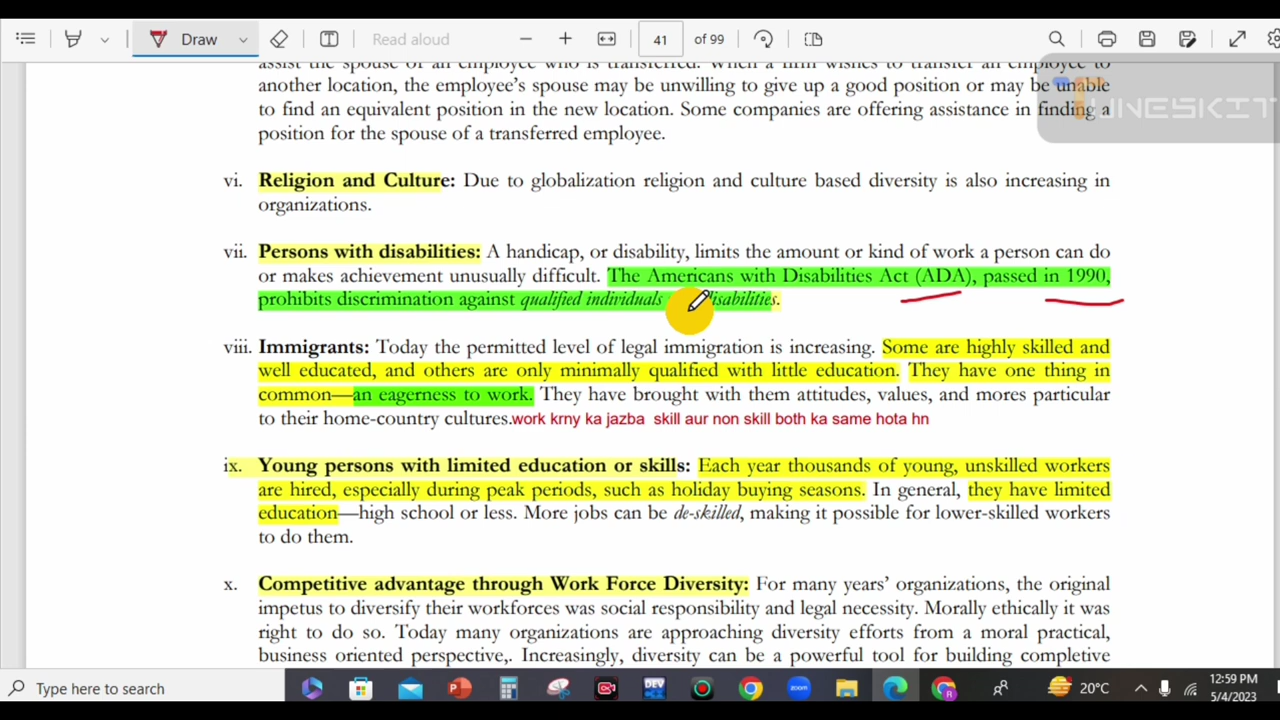 Draw
Read aloud
41 of 99
assist the spouse of an employee who is transferred. When a firm wishes to transfer an employee to
another location, the employee's spouse may be unwilling to give up a good position or may be unable
to find an equivalent position in the new location. Some companies are offering assistance in finding a
position for the spouse of a transferred employee.
UNESKIT
vi. Religion and Culture: Due to globalization religion and culture based diversity is also increasing in
organizations.
vii. Persons with disabilities: A handicap, or disability, limits the amount or kind of work a person can do
or makes achievement unusually difficult. The Americans with Disabilities Act (ADA), passed in 1990,
prohibits discrimination against qualified individuals disabilities.
viii. Immigrants: Today the permitted level of legal immigration is increasing. Some are highly skilled and
well educated, and others are only minimally qualified with little education. They have one thing in
common—an eagerness to work. They have brought with them attitudes, values, and mores particular
to their home-country cultures.work krny ka jazba skill aur non skill both ka same hota hn
ix. Young persons with limited education or skills: Each year thousands of young, unskilled workers
are hired, especially during peak periods, such as holiday buying seasons. In general, they have limited
education—high school or less. More jobs can be de-skilled, making it possible for lower-skilled workers
to do them.
x. Competitive advantage through Work Force Diversity: For many years' organizations, the original
impetus to diversify their workforces was social responsibility and legal necessity. Morally ethically it was
right to do so. Today many organizations are approaching diversity efforts from a moral practical,
business oriented perspective,. Increasingly, diversity can be a powerful tool for building completive
Type here to search
DEV
zoom
R
20°C
12:59 PM
5/4/2023